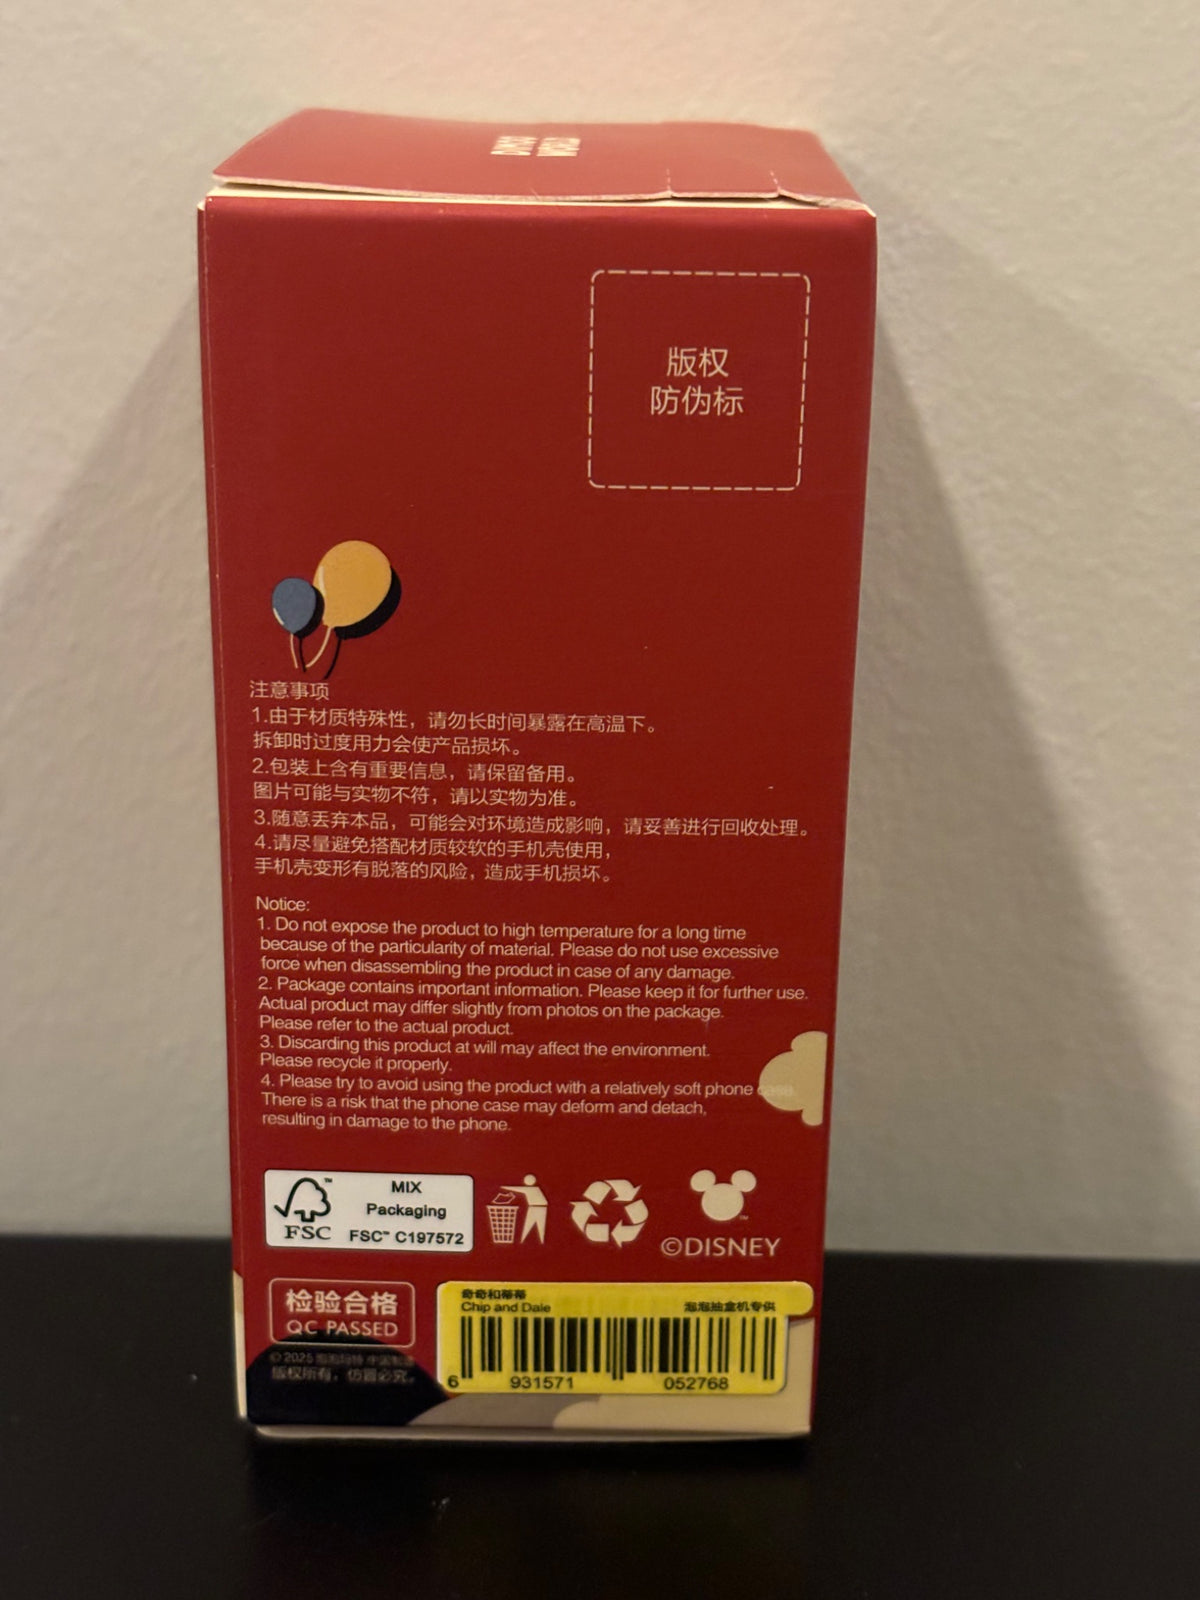 版权
防伪标
注意事项
1.由于材质特殊性，请勿长时间暴露在高温下。
拆卸时过度用力会使产品损坏。
2.包装上含有重要信息，请保留备用。
图片可能与实物不符，请以实物为准。
3.随意丢弃本品，可能会对环境造成影响，请妥善进行回收处理。
4.请尽量避免搭配材质较软的手机壳使用，
手机壳变形有脱落的风险，造成手机损坏。
Notice:
1. Do not expose the product to high temperature for a long time
because of the particularity of material. Please do not use excessive
force when disassembling the product in case of any damage.
2. Package contains important information. Please keep it for further use.
Actual product may differ slightly from photos on the package.
Please refer to the actual product.
3. Discarding this product at will may affect the environment.
Please recycle it properly.
4. Please try to avoid using the product with a relatively soft phone case.
There is a risk that the phone case may deform and detach,
resulting in damage to the phone.
FSC™
MIX
Packaging
FSC™ C197572
™
©DISNEY
检验合格
QC PASSED
© 2025 泡泡玛特 中国制造
版权所有，仿冒必究。
奇奇和蒂蒂
Chip and Dale
泡泡抽盒机专供
6 931571 052768